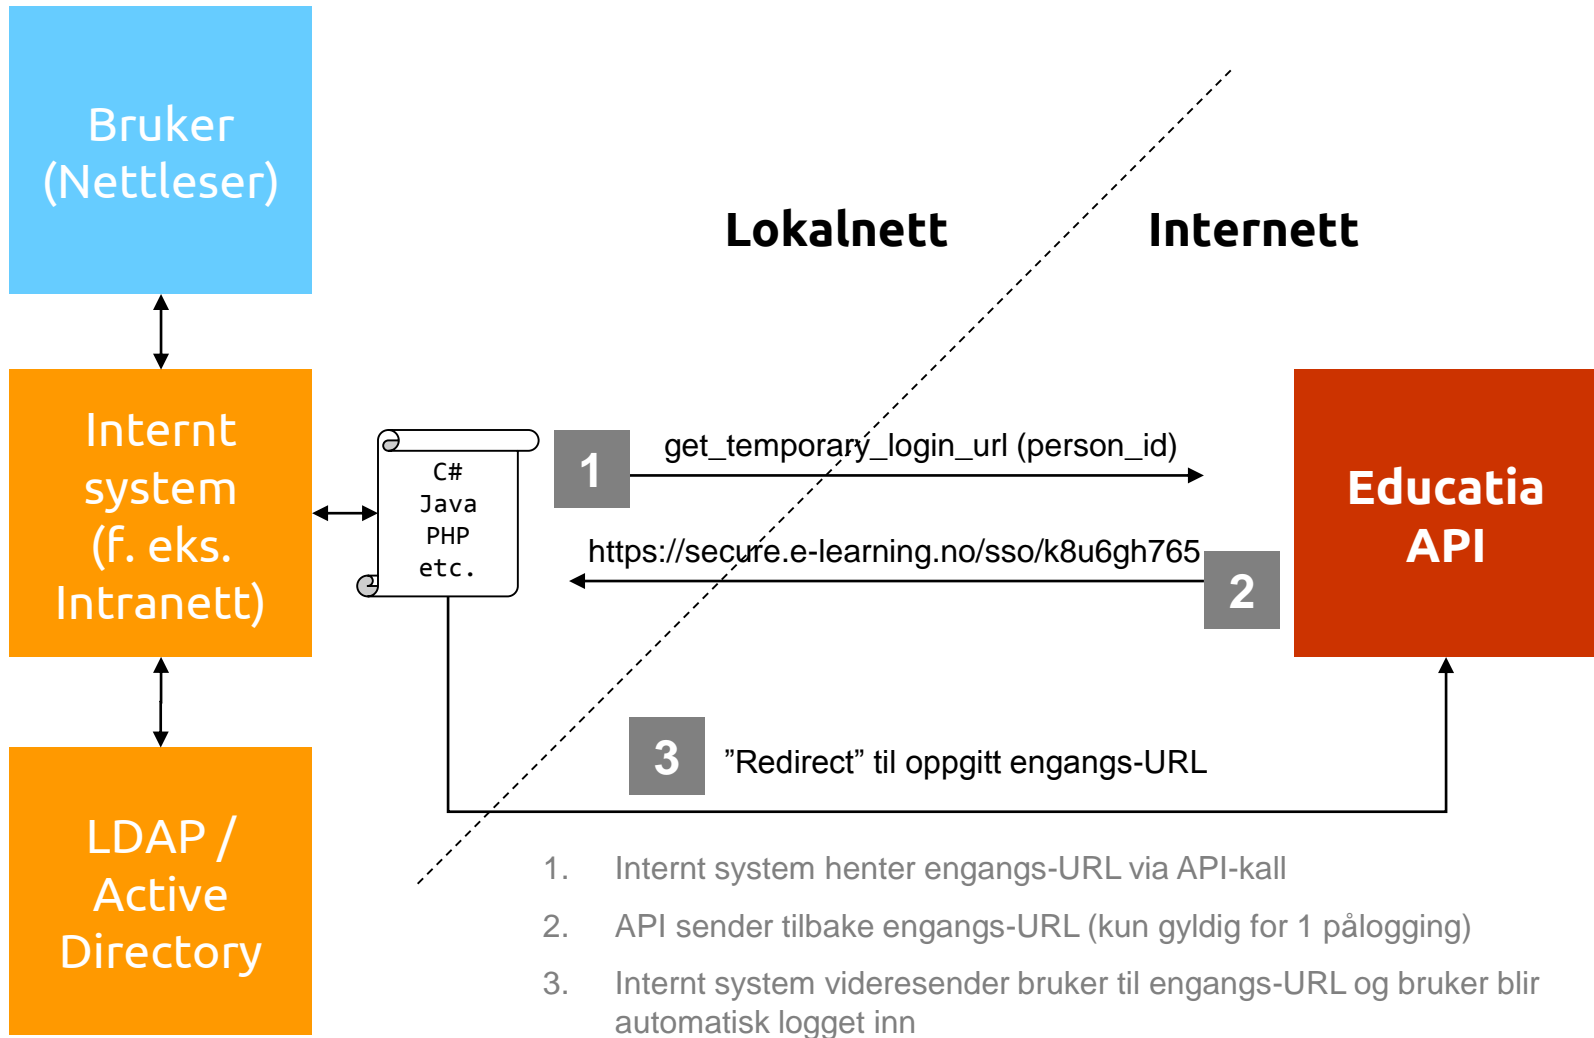 Bruker
(Nettleser)
Lokalnett
Internett
Internt
system
(f. eks.
Intranett)
C#
Java
PHP
etc.
1
get_temporary_login_url (person_id)
https://secure.e-learning.no/sso/k8u6gh765
2
Educatia
API
3
”Redirect” til oppgitt engangs-URL
LDAP /
Active
Directory
1. Internt system henter engangs-URL via API-kall
2. API sender tilbake engangs-URL (kun gyldig for 1 pålogging)
3. Internt system videresender bruker til engangs-URL og bruker blir
automatisk logget inn